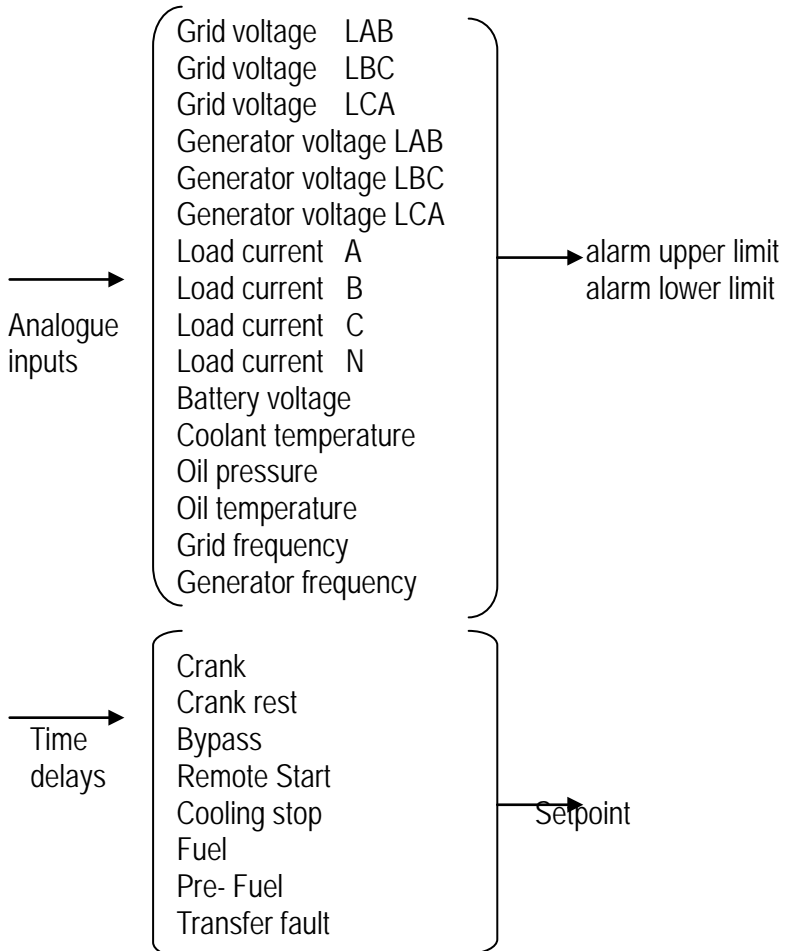 Grid voltage LAB
Grid voltage LBC
Grid voltage LCA
Generator voltage LAB
Generator voltage LBC
Generator voltage LCA
Load current A
Load current B
Load current C
Load current N
Battery voltage
Coolant temperature
Oil pressure
Oil temperature
Grid frequency
Generator frequency
Analogue
inputs
alarm upper limit
alarm lower limit
Crank
Crank rest
Bypass
Remote Start
Cooling stop
Fuel
Pre- Fuel
Transfer fault
Time
delays
Setpoint